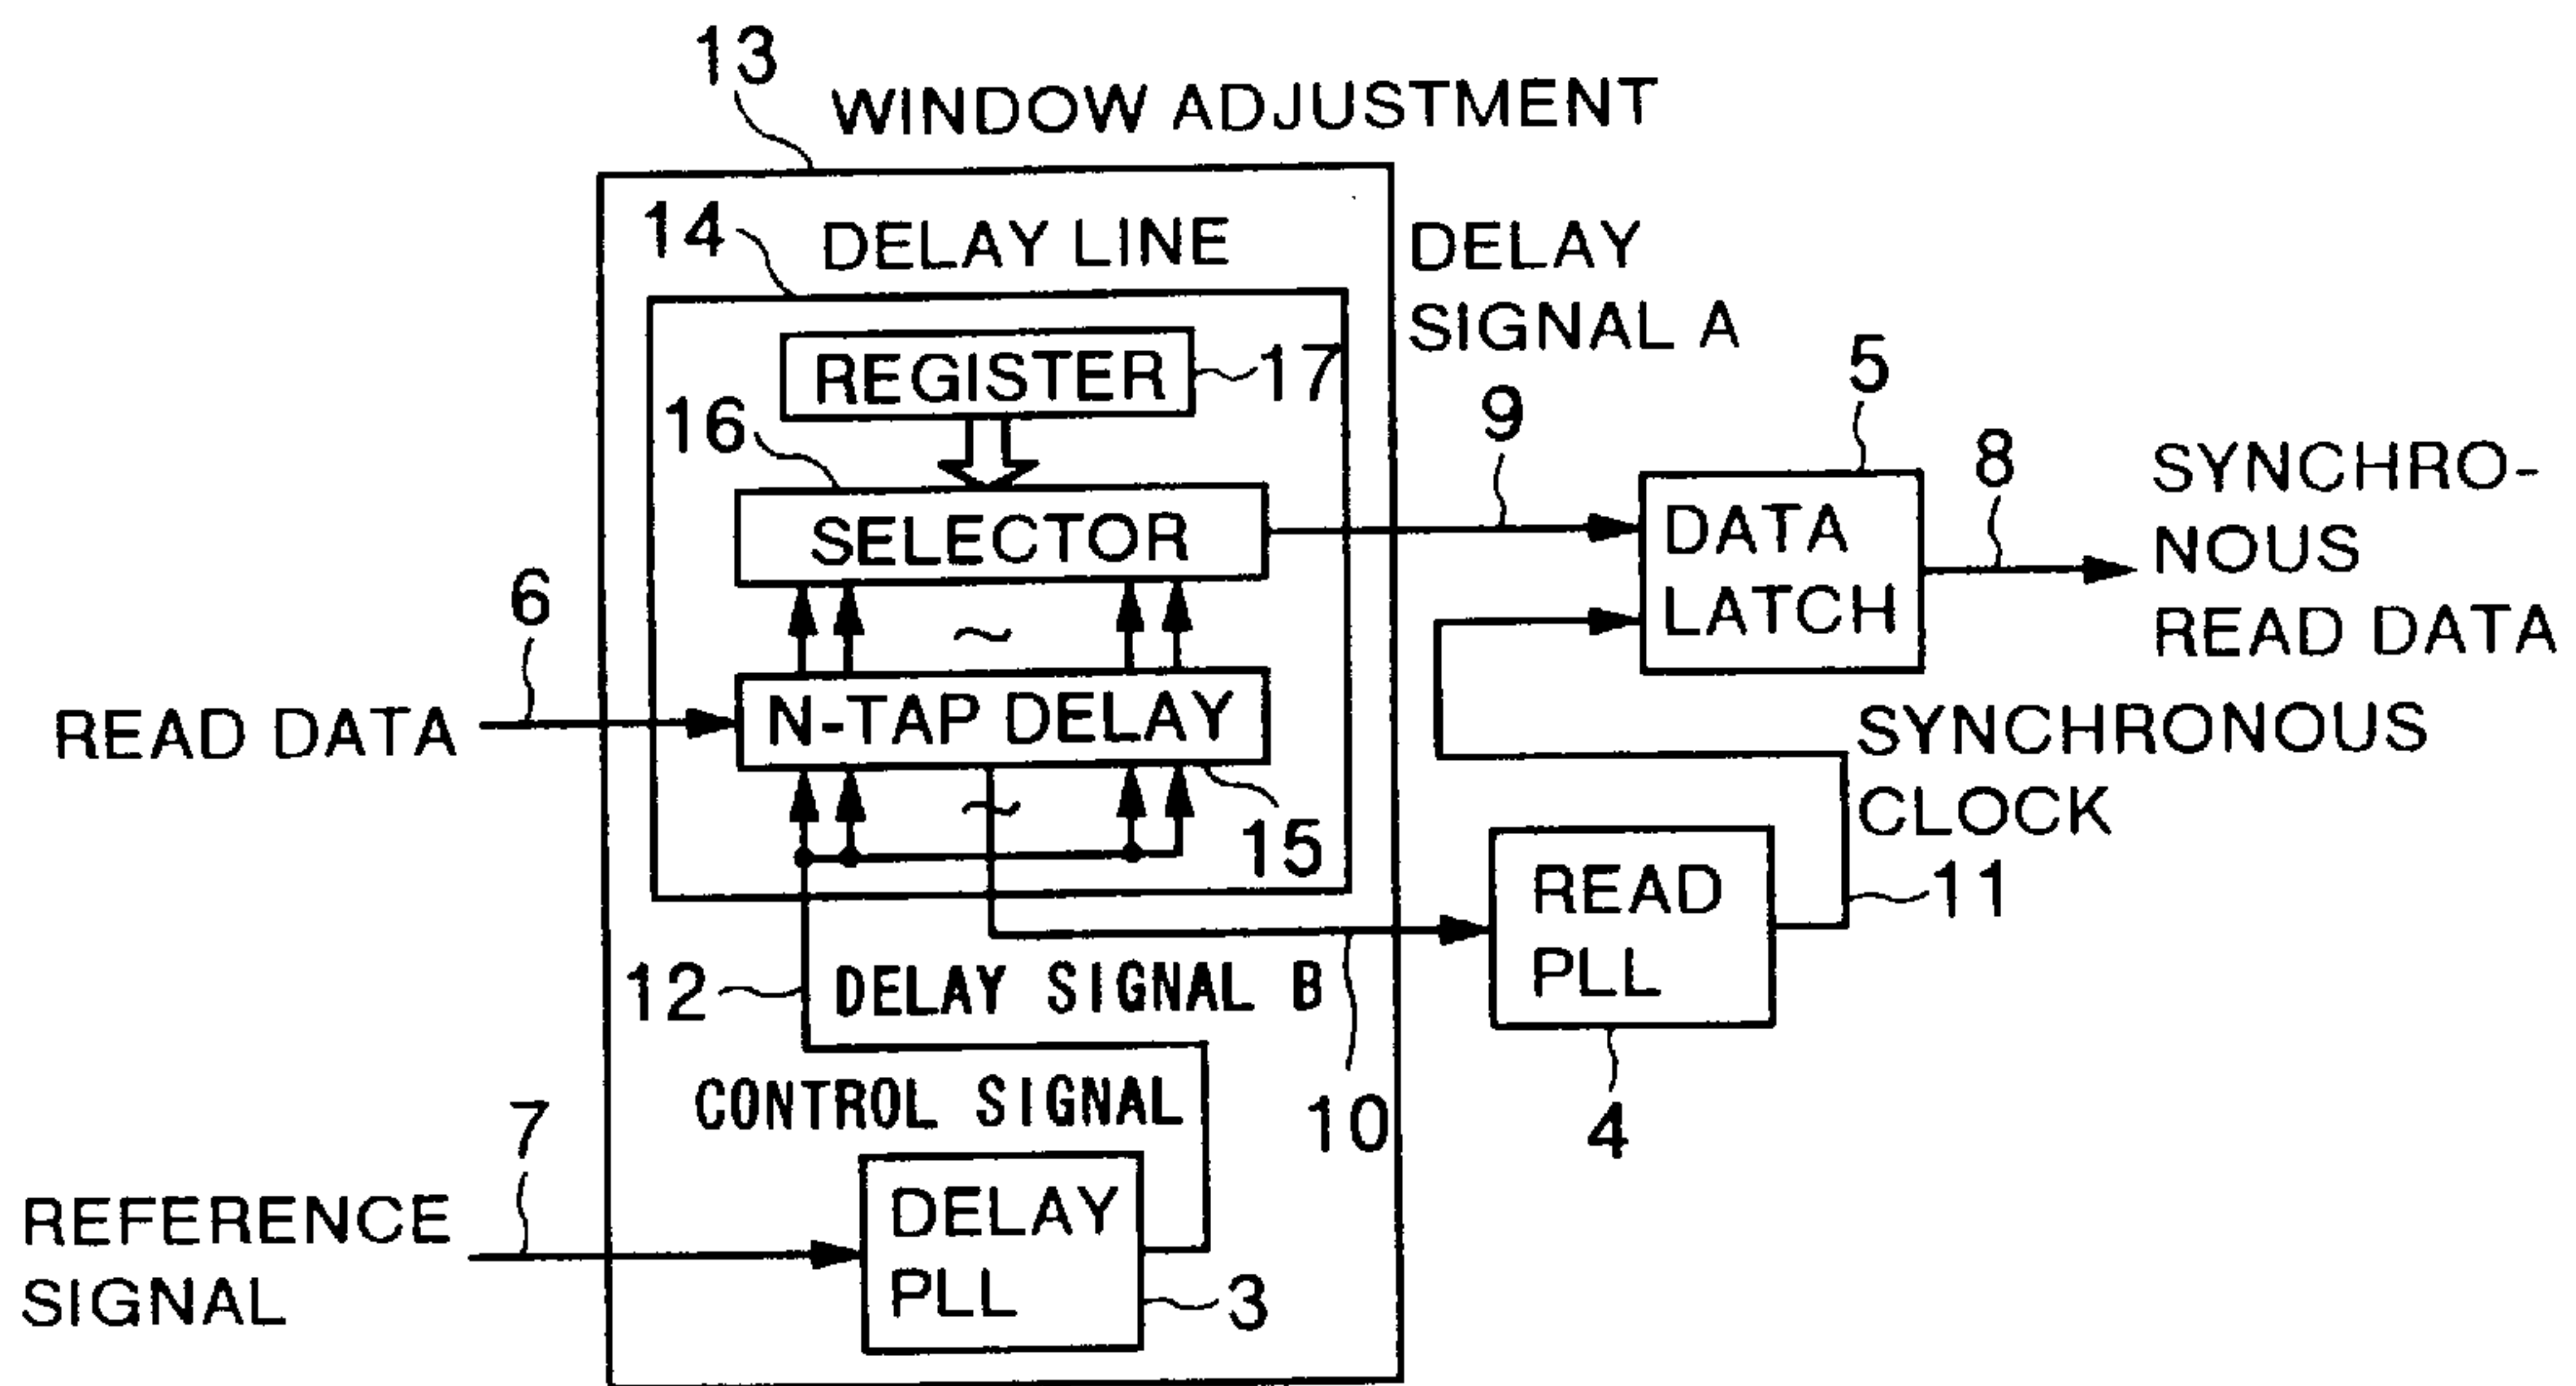 13
WINDOW ADJUSTMENT
14
DELAY LINE
DELAY
SIGNAL A
REGISTER
17
16
SELECTOR
9
5
DATA
LATCH
8
SYNCHRO-
NOUS
READ DATA
6
READ DATA
N-TAP DELAY
15
SYNCHRONOUS
CLOCK
11
READ
PLL
4
12
DELAY SIGNAL B
10
CONTROL SIGNAL
7
REFERENCE
SIGNAL
DELAY
PLL
3